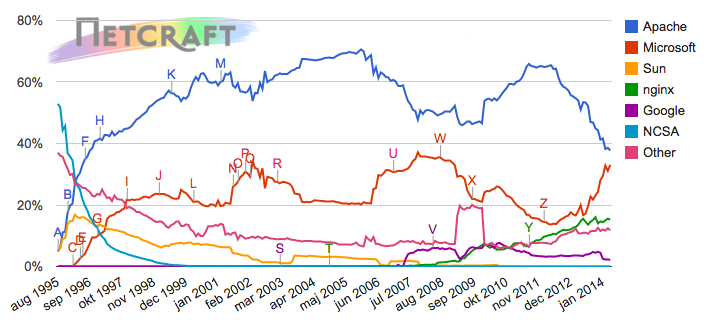 NETCRAFT
80%
60%
40%
20%
0%
A
B
C
D
E
F
G
H
I
J
K
L
M
N
O
P
Q
R
S
T
U
V
W
X
Y
Z
aug 1995
sep 1996
okt 1997
nov 1998
dec 1999
jan 2001
feb 2002
mar 2003
apr 2004
maj 2005
jun 2006
jul 2007
aug 2008
sep 2009
okt 2010
nov 2011
dec 2012
jan 2014
Apache
Microsoft
Sun
nginx
Google
NCSA
Other